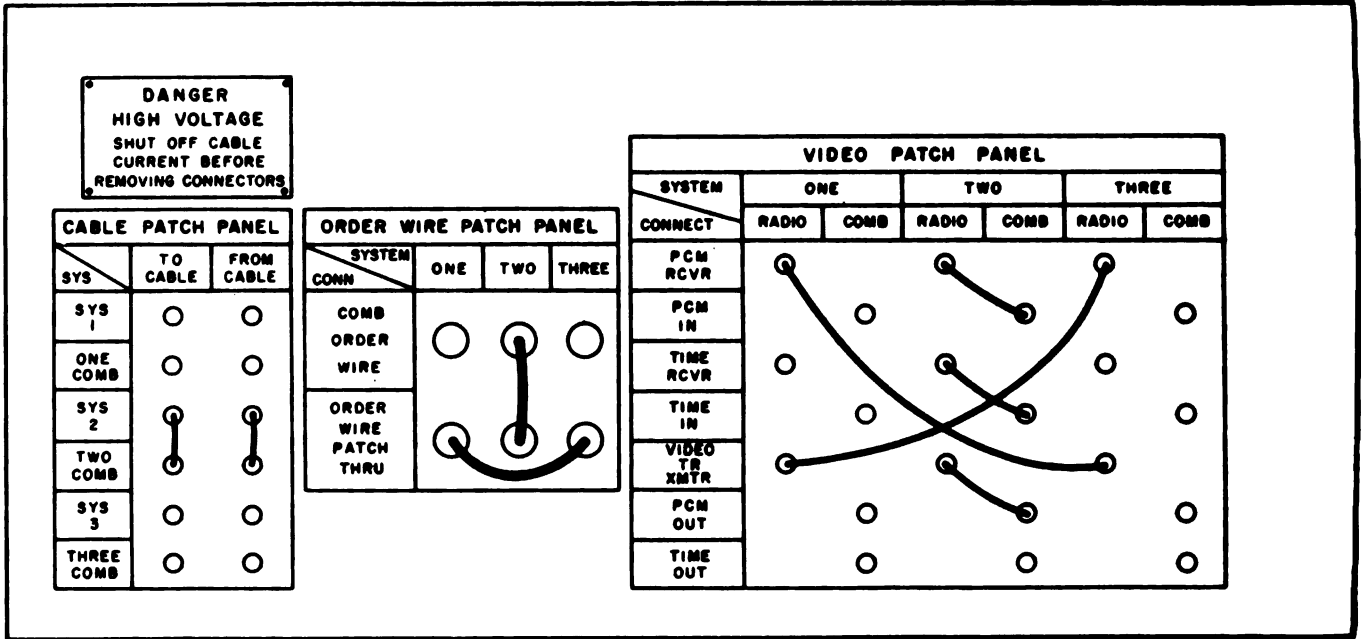 DANGER
HIGH VOLTAGE
SHUT OFF CABLE
CURRENT BEFORE
REMOVING CONNECTORS
CABLE PATCH PANEL
SYS
TO
CABLE
FROM
CABLE
SYS
1
ONE
COMB
SYS
2
TWO
COMB
SYS
3
THREE
COMB
ORDER WIRE PATCH PANEL
SYSTEM
CONN
ONE
TWO
THREE
COMB
ORDER
WIRE
ORDER
WIRE
PATCH
THRU
VIDEO PATCH PANEL
SYSTEM
CONNECT
ONE
TWO
THREE
RADIO
COMB
RADIO
COMB
RADIO
COMB
PCM
RCVR
PCM
IN
TIME
RCVR
TIME
IN
VIDEO
TR
XMTR
PCM
OUT
TIME
OUT